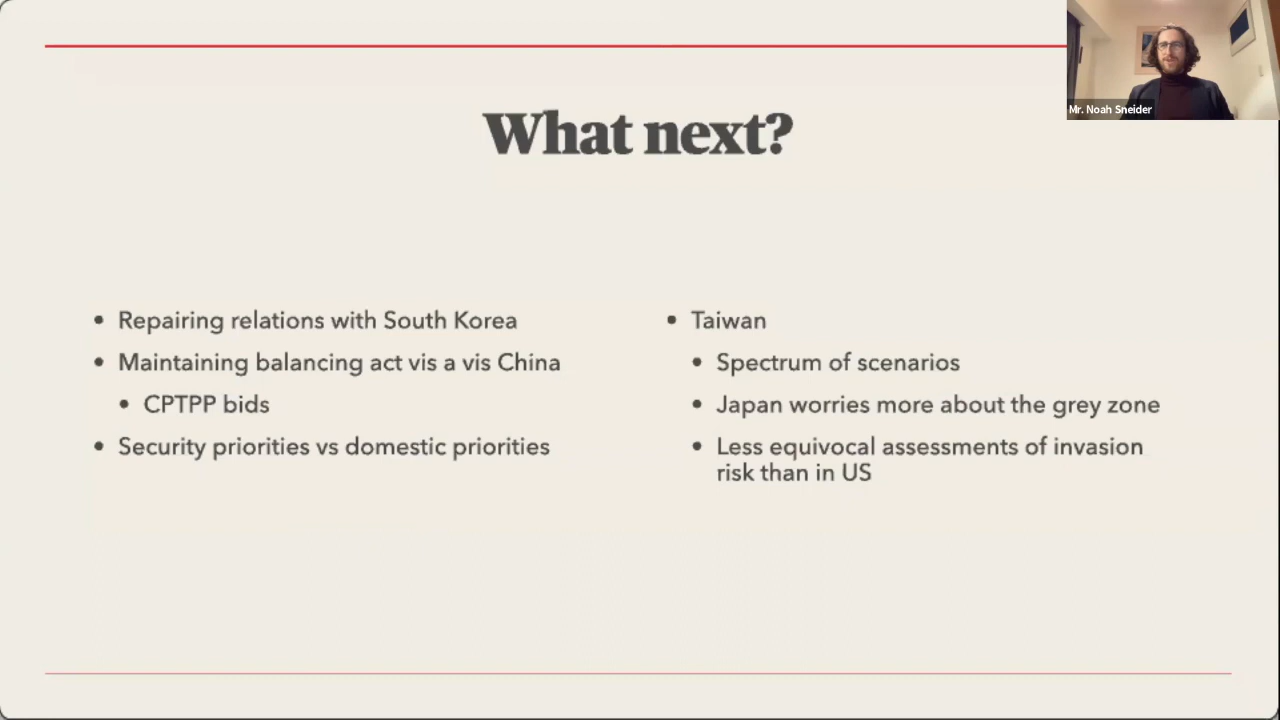 What next?
Mr. Noah Sneider
• Repairing relations with South Korea
• Maintaining balancing act vis a vis China
• CPTPP bids
• Security priorities vs domestic priorities
• Taiwan
• Spectrum of scenarios
• Japan worries more about the grey zone
• Less equivocal assessments of invasion
risk than in US